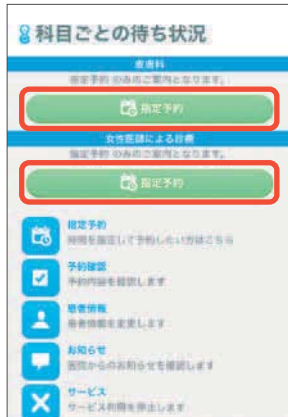 科目ごとの待ち状況
皮膚科
指定予約 のみのご案内となります。
指定予約
女性医師による診療
指定予約 のみのご案内となります。
指定予約
指定予約
時間を指定して予約したい方はこちら
予約確認
予約内容を確認します
患者情報
患者情報を変更します
お知らせ
医院からのお知らせを確認します
サービス
サービス利用を停止します